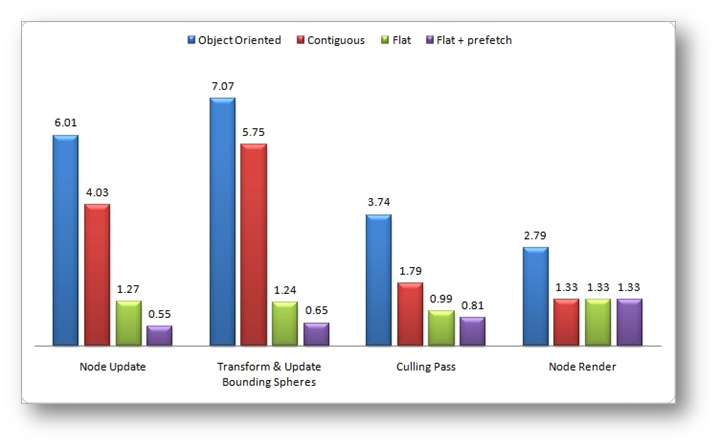 Object Oriented Contiguous Flat Flat + prefetch
7.07
6.01
5.75
4.03
3.74
2.79
1.79
1.27
1.24
1.33 1.33 1.33
0.99
0.81
0.55
0.65
Node Update
Transform & Update
Bounding Spheres
Culling Pass
Node Render